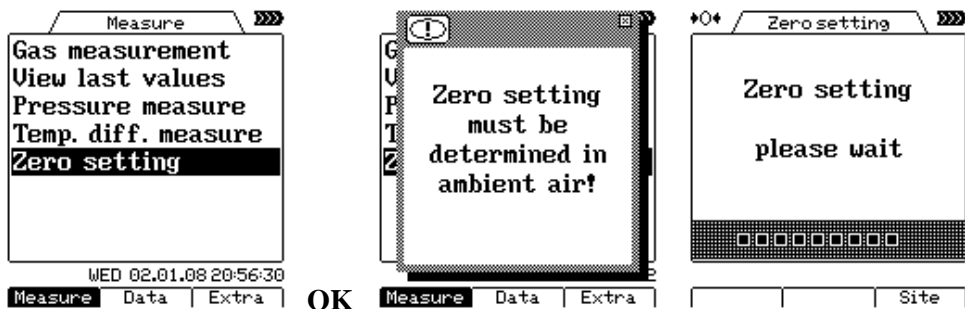 Measure
Gas measurement
View last values
Pressure measure
Temp. diff. measure
Zero setting
WED 02.01.08 20:56:30
Measure Data Extra
OK
G
V
P
T
Z
Zero setting
must be
determined in
ambient air!
2
Measure Data Extra
Zero setting
Zero setting
please wait
Site